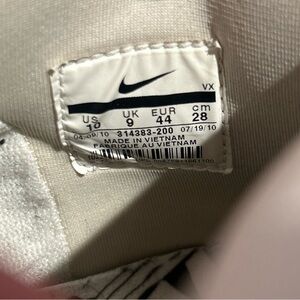 VX
US UK EUR cm
10 9 44 28
04/09/10 314383-200 07/19/10
MADE IN VIETNAM
FABRIQUE AU VIETNAM